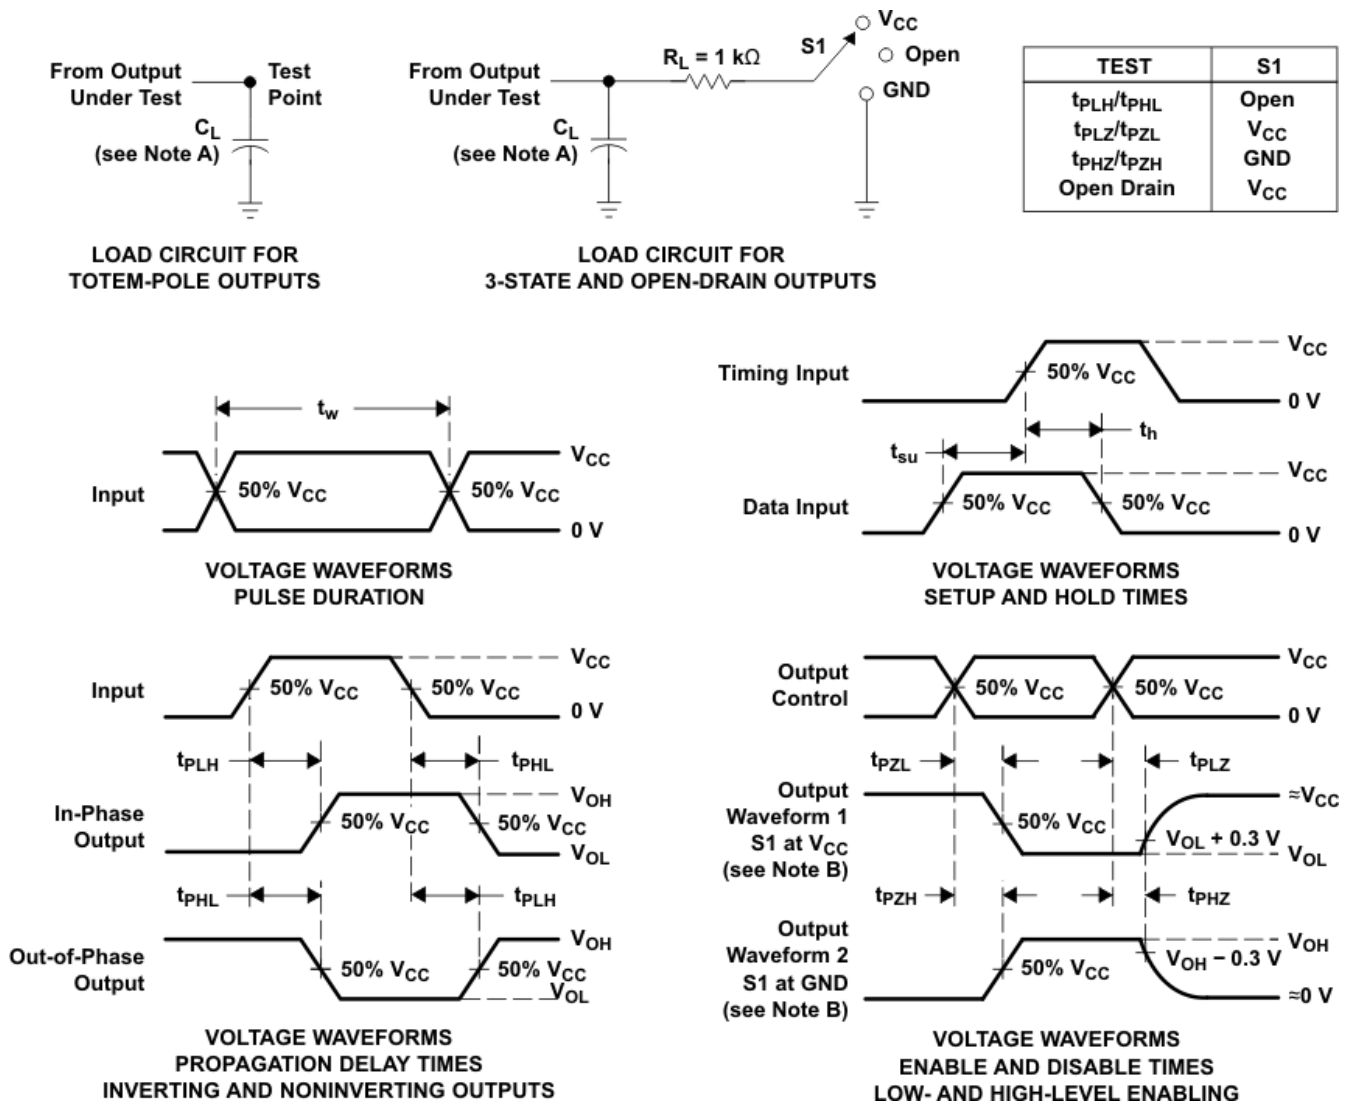 From Output
Under Test
Test
Point
CL
(see Note A)
LOAD CIRCUIT FOR
TOTEM-POLE OUTPUTS
From Output
Under Test
RL = 1 kΩ
S1
VCC
Open
GND
CL
(see Note A)
LOAD CIRCUIT FOR
3-STATE AND OPEN-DRAIN OUTPUTS
TEST S1
tPLH/tPHL Open
tPLZ/tPZL VCC
tPHZ/tPZH GND
Open Drain VCC
tw
Input
50% VCC
50% VCC
VCC
0 V
VOLTAGE WAVEFORMS
PULSE DURATION
Timing Input
50% VCC
VCC
0 V
tsu
th
Data Input
50% VCC
50% VCC
VCC
0 V
VOLTAGE WAVEFORMS
SETUP AND HOLD TIMES
Input
50% VCC
50% VCC
VCC
0 V
tPLH
tPHL
In-Phase
Output
50% VCC
50% VCC
VOH
VOL
tPHL
tPLH
Out-of-Phase
Output
50% VCC
50% VCC
VOH
VOL
VOLTAGE WAVEFORMS
PROPAGATION DELAY TIMES
INVERTING AND NONINVERTING OUTPUTS
Output
Control
50% VCC
50% VCC
VCC
0 V
tPZL
tPLZ
Output
Waveform 1
S1 at VCC
(see Note B)
50% VCC
VOL + 0.3 V
≈VCC
VOL
tPZH
tPHZ
Output
Waveform 2
S1 at GND
(see Note B)
50% VCC
VOH − 0.3 V
VOH
≈0 V
VOLTAGE WAVEFORMS
ENABLE AND DISABLE TIMES
LOW- AND HIGH-LEVEL ENABLING